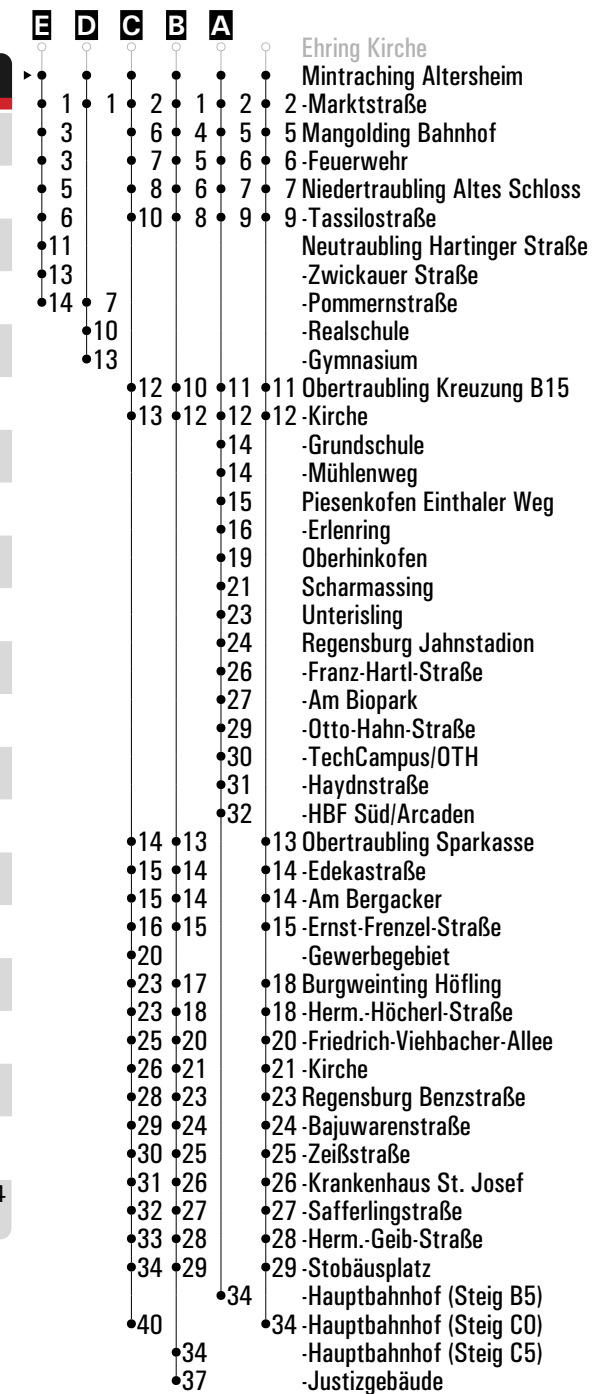 E D C B A
Ehring Kirche
Mintraching Altersheim
1 1 2 1 2 2 -Marktstraße
3 6 4 5 5 Mangolding Bahnhof
3 7 5 6 6 -Feuerwehr
5 8 6 7 7 Niedertraubling Altes Schloss
6 10 8 9 9 -Tassilostraße
11 Neutraubling Hartinger Straße
13 -Zwickauer Straße
14 7 -Pommernstraße
10 -Realschule
13 -Gymnasium
12 10 11 11 Obertraubling Kreuzung B15
13 12 12 12 -Kirche
14 -Grundschule
14 -Mühlenweg
15 Piesenkofen Einthaler Weg
16 -Erlenring
19 Oberhinkofen
21 Scharmassing
23 Unterisling
24 Regensburg Jahnstadion
26 -Franz-Hartl-Straße
27 -Am Biopark
29 -Otto-Hahn-Straße
30 -TechCampus/OTH
31 -Haydnstraße
32 -HBF Süd/Arcaden
14 13 13 Obertraubling Sparkasse
15 14 14 -Edekastraße
15 14 14 -Am Bergacker
16 15 15 -Ernst-Frenzel-Straße
20 -Gewerbegebiet
23 17 18 Burgweinting Höfling
23 18 18 -Herm.-Höcherl-Straße
25 20 20 -Friedrich-Viehbacher-Allee
26 21 21 -Kirche
28 23 23 Regensburg Benzstraße
29 24 24 -Bajuwarenstraße
30 25 25 -Zeißstraße
31 26 26 -Krankenhaus St. Josef
32 27 27 -Safferlingstraße
33 28 28 -Herm.-Geib-Straße
34 29 29 -Stobäusplatz
34 -Hauptbahnhof (Steig B5)
40 34 -Hauptbahnhof (Steig C0)
34 -Hauptbahnhof (Steig C5)
37 -Justizgebäude